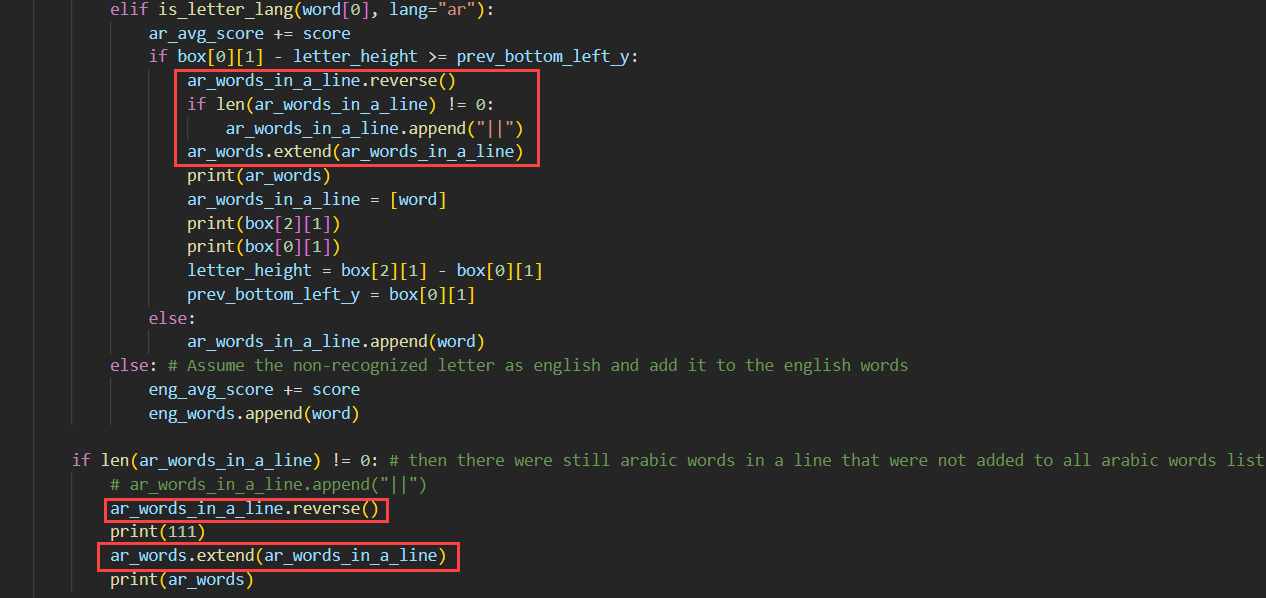 elif is_letter_lang(word[0], lang="ar"):
ar_avg_score += score
if box[0][1] - letter_height >= prev_bottom_left_y:
ar_words_in_a_line.reverse()
if len(ar_words_in_a_line) != 0:
ar_words_in_a_line.append("||")
ar_words.extend(ar_words_in_a_line)
print(ar_words)
ar_words_in_a_line = [word]
print(box[2][1])
print(box[0][1])
letter_height = box[2][1] - box[0][1]
prev_bottom_left_y = box[0][1]
else:
ar_words_in_a_line.append(word)
else: # Assume the non-recognized letter as english and add it to the english words
eng_avg_score += score
eng_words.append(word)
if len(ar_words_in_a_line) != 0: # then there were still arabic words in a line that were not added to all arabic words list
# ar_words_in_a_line.append("||")
ar_words_in_a_line.reverse()
print(111)
ar_words.extend(ar_words_in_a_line)
print(ar_words)